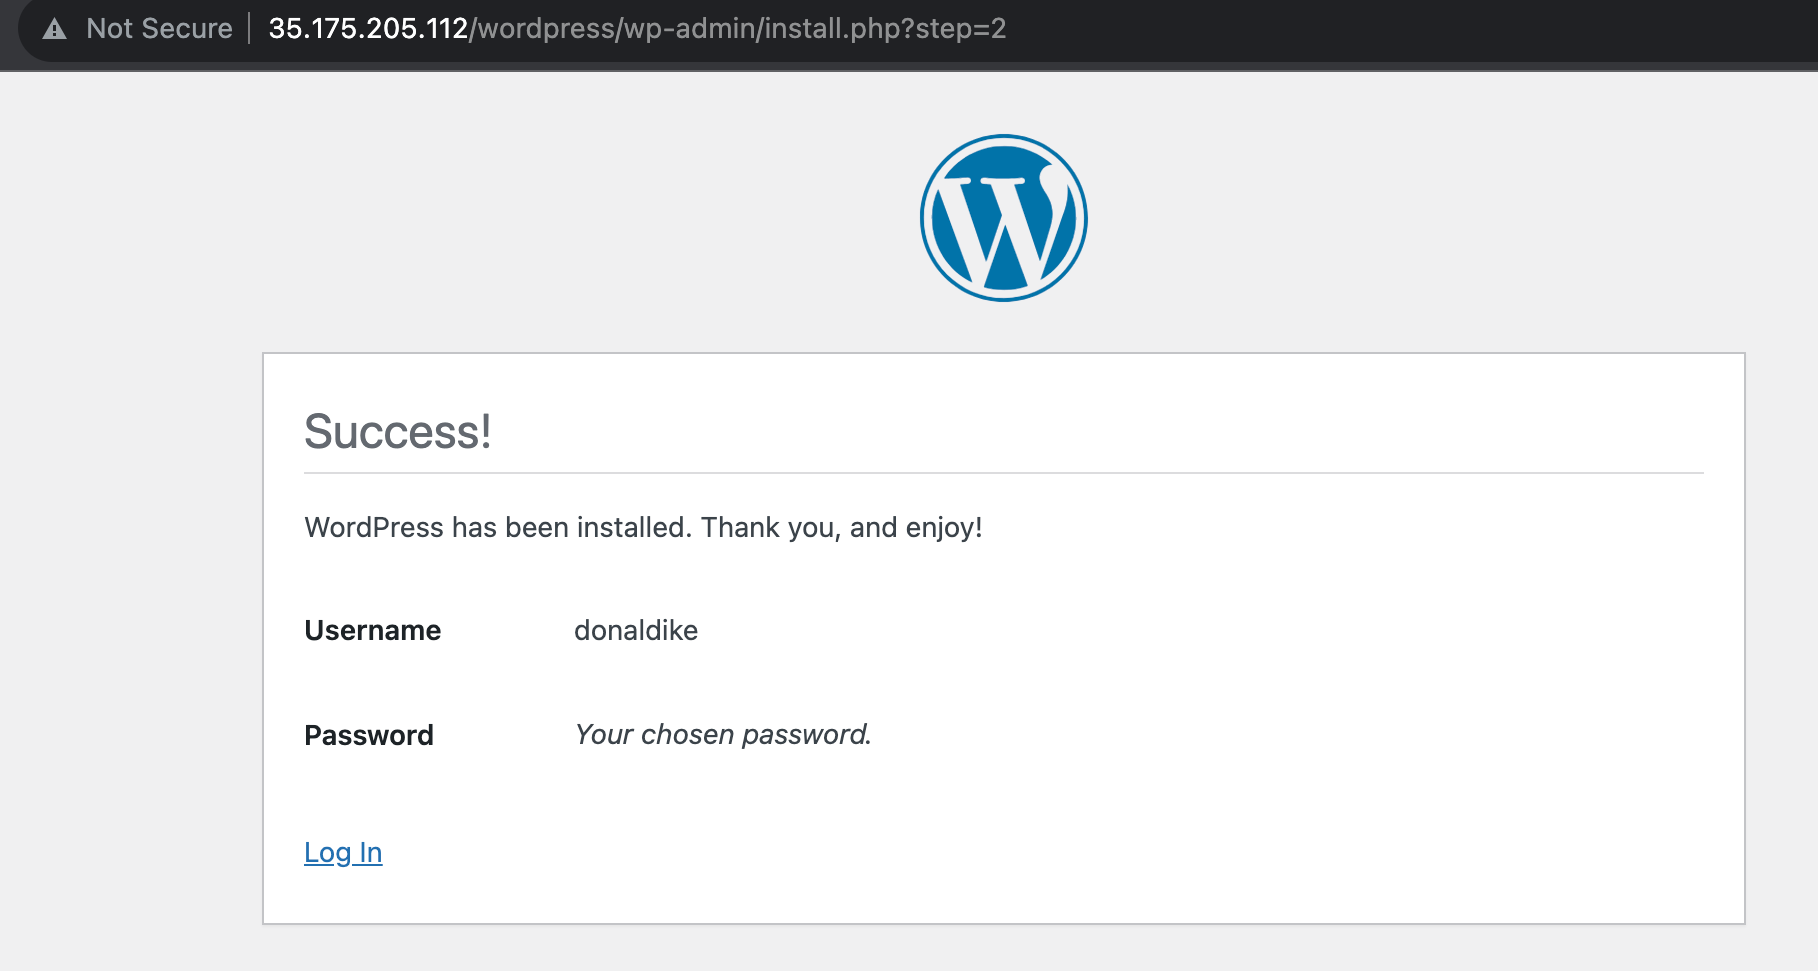 Not Secure | 35.175.205.112/wordpress/wp-admin/install.php?step=2
W
Success!
WordPress has been installed. Thank you, and enjoy!
Username donaldike
Password Your chosen password.
Log In